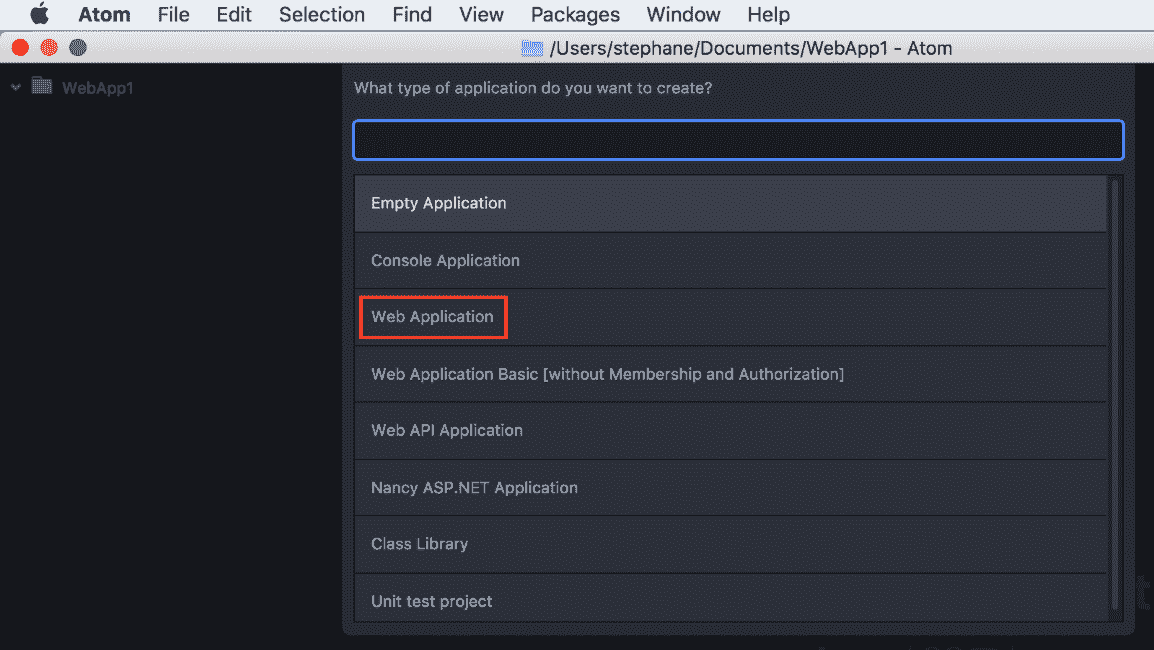 Atom File Edit Selection Find View Packages Window Help
/Users/stephane/Documents/WebApp1 - Atom
WebApp1
What type of application do you want to create?
Empty Application
Console Application
Web Application
Web Application Basic [without Membership and Authorization]
Web API Application
Nancy ASP.NET Application
Class Library
Unit test project